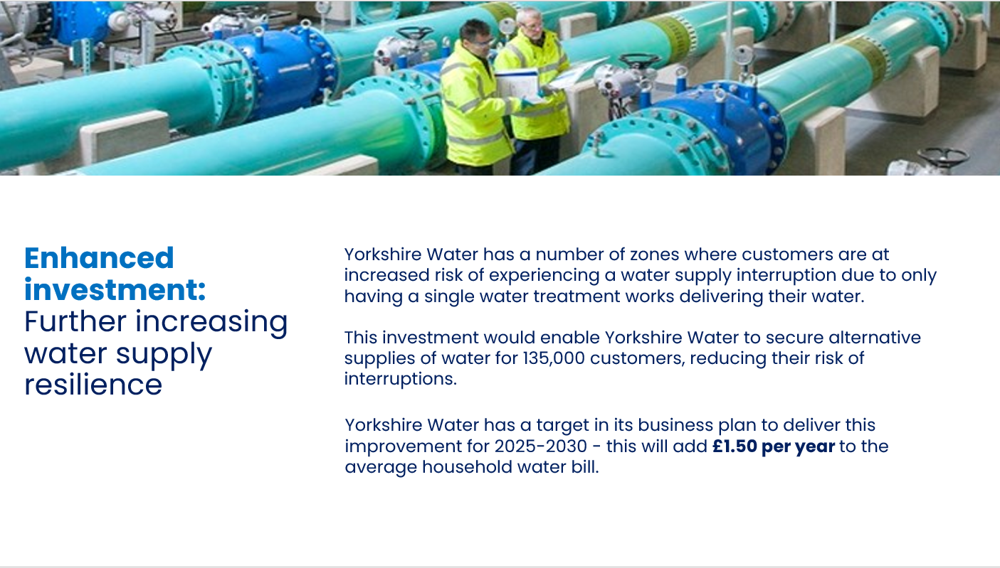 Enhanced
investment:
Further increasing
water supply
resilience
Yorkshire Water has a number of zones where customers are at
increased risk of experiencing a water supply interruption due to only
having a single water treatment works delivering their water.
This investment would enable Yorkshire Water to secure alternative
supplies of water for 135,000 customers, reducing their risk of
interruptions.
Yorkshire Water has a target in its business plan to deliver this
improvement for 2025-2030 - this will add £1.50 per year to the
average household water bill.